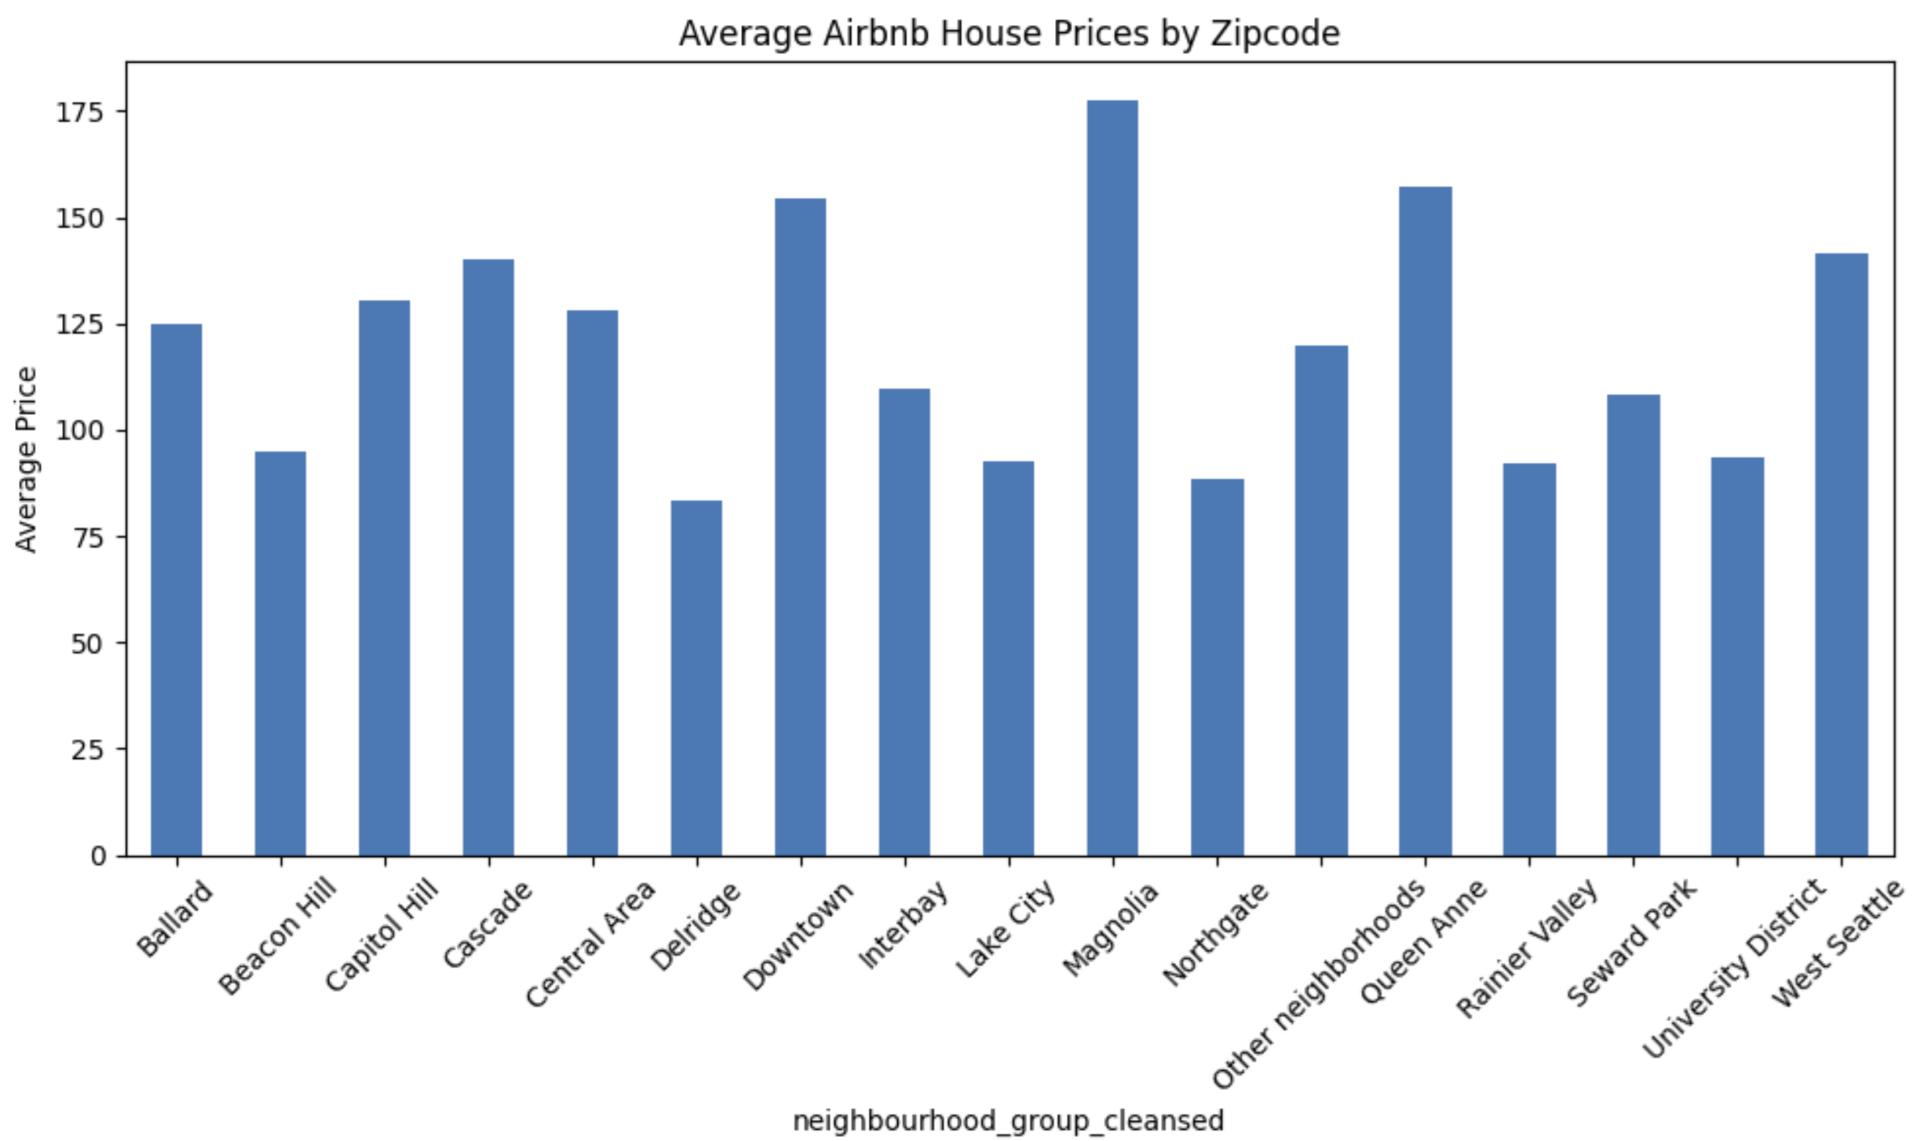 Average Airbnb House Prices by Zipcode
Average Price
175
150
125
100
75
50
25
0
Ballard
Beacon Hill
Capitol Hill
Cascade
Central Area
Delridge
Downtown
Interbay
Lake City
Magnolia
Northgate
Other neighborhoods
Queen Anne
Rainier Valley
Seward Park
University District
West Seattle
neighbourhood_group_cleansed